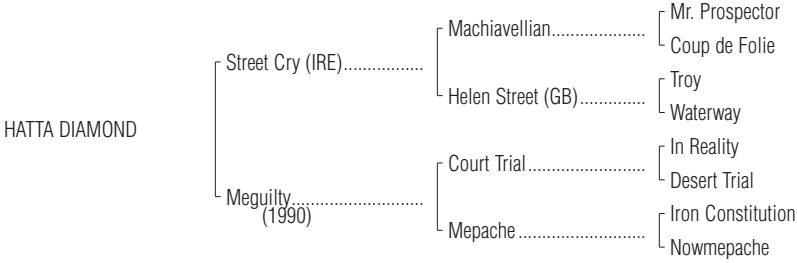 Mr. Prospector
Machiavellian.....................
Coup de Folie
Street Cry (IRE).................
Troy
Helen Street (GB)..............
Waterway
HATTA DIAMOND
In Reality
Court Trial..........................
Desert Trial
Meguilty............................
(1990)
Iron Constitution
Mepache ...........................
Nowmepache